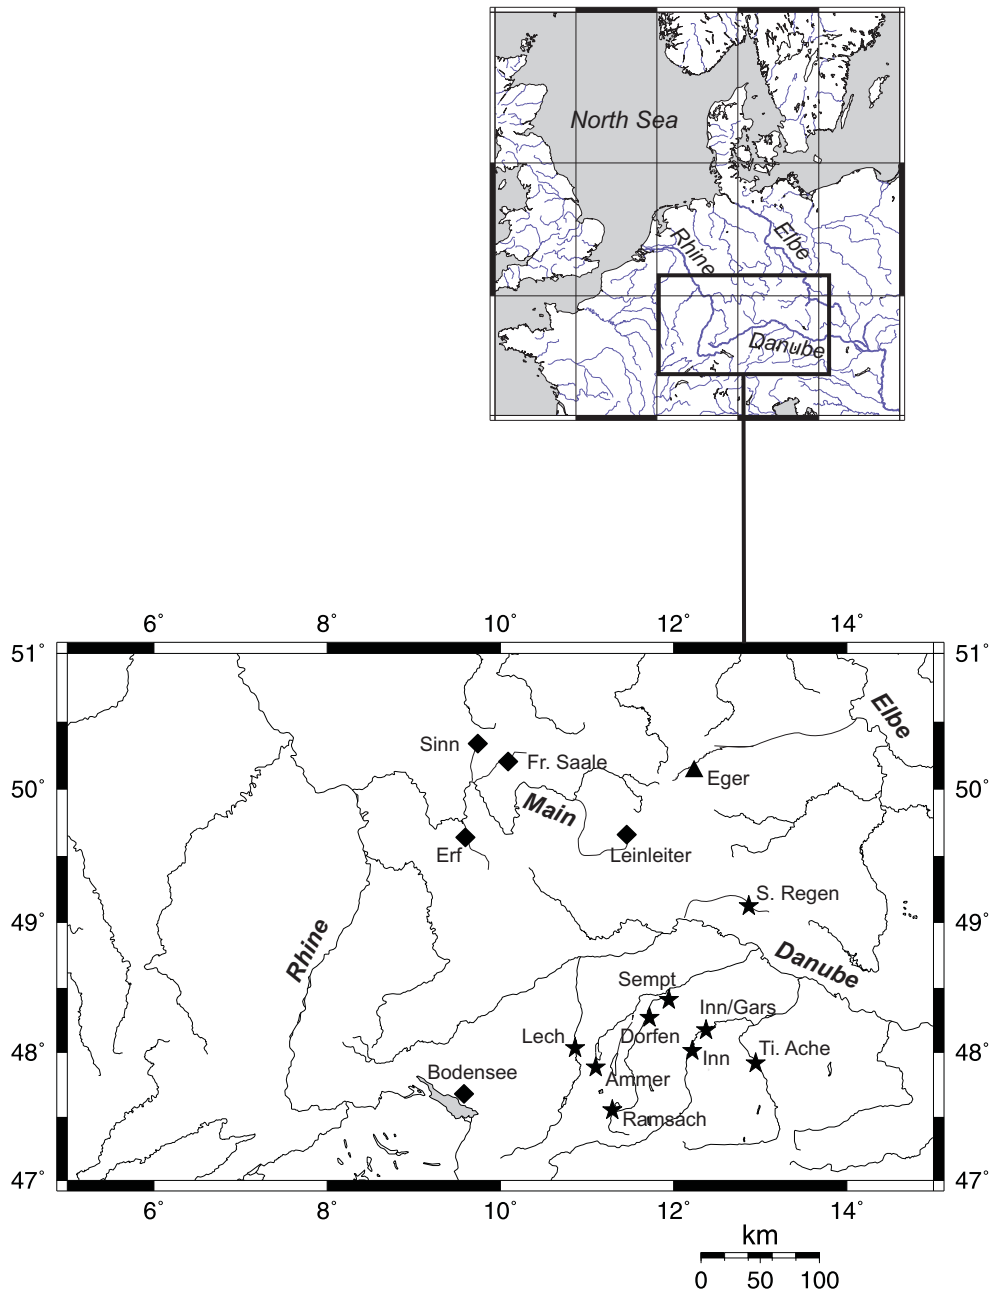 North Sea
Rhine
Elbe
Danube
6° 8° 10° 12° 14°
51° 51°
Elbe
Sinn
Fr. Saale
Eger
50° 50°
Main
Erf
Leinleiter
S. Regen
49° 49°
Rhine
Danube
Sempt
Inn/Gars
Lech
Dorfen
Ti. Ache
48° 48°
Inn
Bodensee
Ammer
Ramsach
47° 47°
6° 8° 10° 12° 14°
km
0 50 100